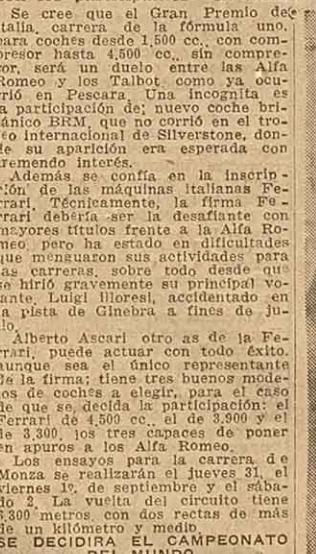 Se cree que el Gran Premio de
Italia, carrera de la fórmula uno,
para coches desde 1,500 cc., con com-
presor hasta 4,500 cc., sin compre-
sor, será un duelo entre las Alfa
Romeo y los Talbot, como ya ocu-
rrió en Pescara. Una incognita es
la participación de; nuevo coche bri-
tánico BRM, que no corrió en el tro-
feo internacional de Silverstone, don-
de su aparición era esperada con
tremendo interés.
Además se confía en la inscrip-
ción de las máquinas italianas Fe-
rrari. Técnicamente, la firma Fe-
rrari debería ser la desafiante con
mayores títulos frente a la Alfa Ro-
meo, pero ha estado en dificultades
que menguaron sus actividades para
las carreras, sobre todo desde que
se hirió gravemente su principal vo-
lante, Luigi Illoresi, accidentado en
la pista de Ginebra a fines de ju-
lio.
Alberto Ascari otro as de la Fe-
rrari, puede actuar con todo éxito,
aunque sea el único representante
de la firma; tiene tres buenos mode-
los de coches a elegir, para el caso
de que se decida la participación: el
Ferrari de 4,500 cc., el de 3.900 y el
de 3,300, los tres capaces de poner
en apuros a los Alfa Romeo.
Los ensayos para la carrera de
Monza se realizarán el jueves 31, el
viernes 1º, de septiembre y el sába-
do 2. La vuelta del circuito tiene
6,300 metros, con dos rectas de más
de un kilómetro y medio.
SE DECIDIRA EL CAMPEONATO
DEL MUNDO